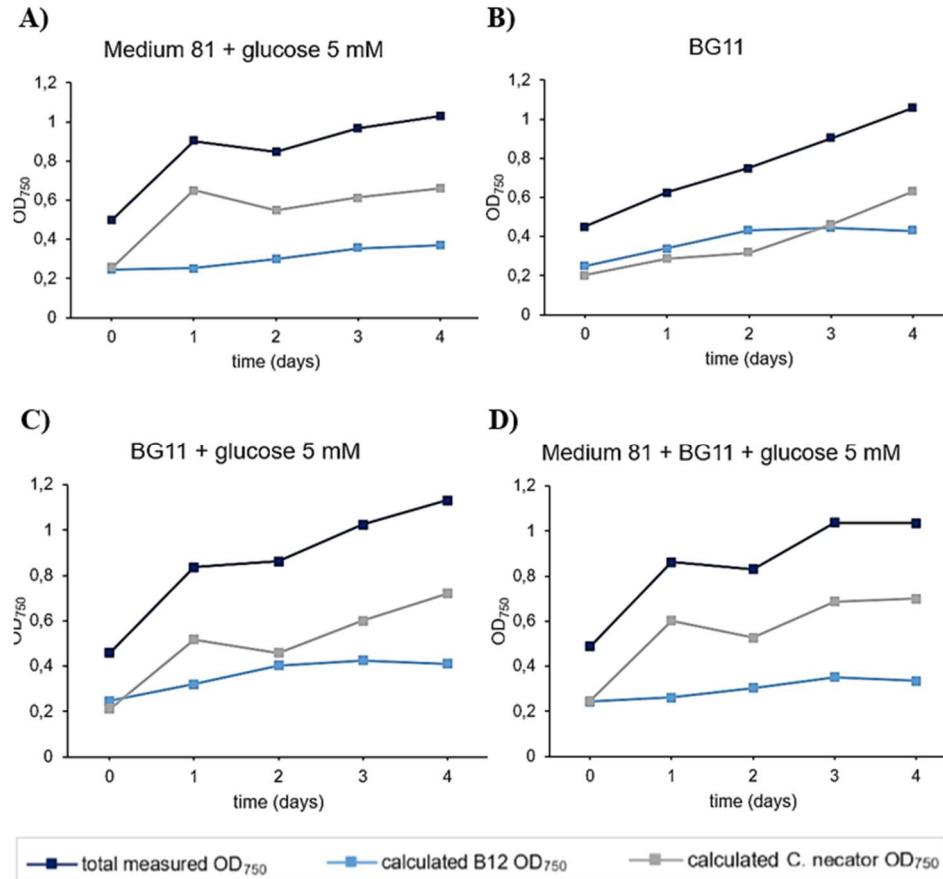 A)
Medium 81 + glucose 5 mM
1,2
1
0,8
0,6
0,4
0,2
0
OD750
0 1 2 3 4
time (days)
B)
BG11
1,2
1
0,8
0,6
0,4
0,2
0
OD750
0 1 2 3 4
time (days)
C)
BG11 + glucose 5 mM
1,2
1
0,8
0,6
0,4
0,2
0
OD750
0 1 2 3 4
time (days)
D)
Medium 81 + BG11 + glucose 5 mM
1,2
1
0,8
0,6
0,4
0,2
0
OD750
0 1 2 3 4
time (days)
total measured OD750 calculated B12 OD750 calculated C. necator OD750